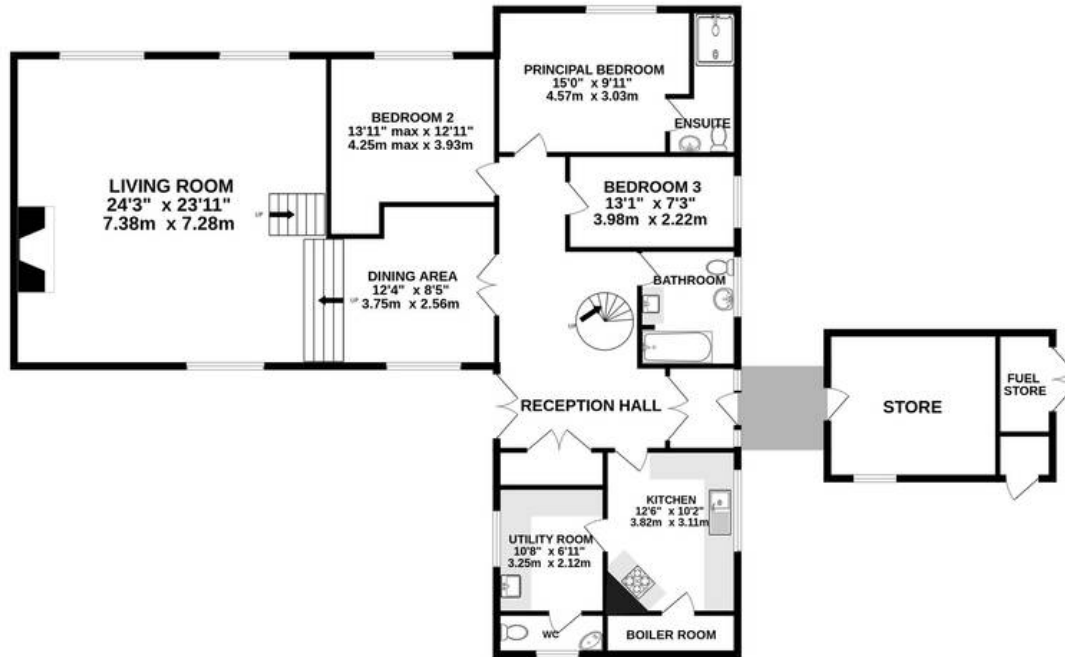 PRINCIPAL BEDROOM
15'0" x 9'11"
4.57m x 3.03m
ENSUITE
BEDROOM 2
13'11" max x 12'11"
4.25m max x 3.93m
LIVING ROOM
24'3" x 23'11"
7.38m x 7.28m
UP
BEDROOM 3
13'1" x 7'3"
3.98m x 2.22m
DINING AREA
12'4" x 8'5"
3.75m x 2.56m
UP
BATHROOM
UP
RECEPTION HALL
STORE
FUEL
STORE
KITCHEN
12'6" x 10'2"
3.82m x 3.11m
UTILITY ROOM
10'8" x 6'11"
3.25m x 2.12m
WC
BOILER ROOM